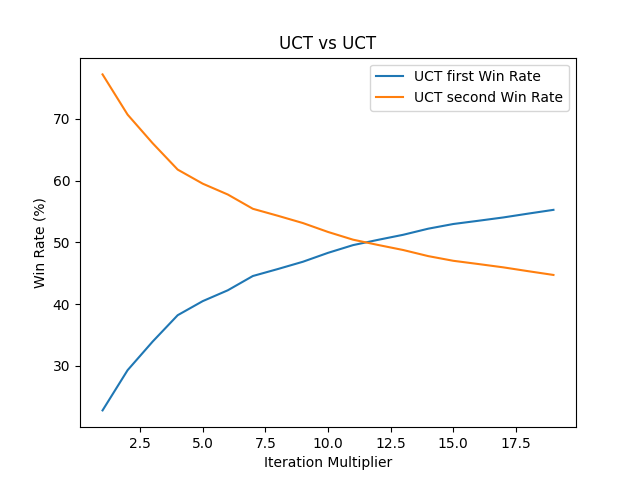 UCT vs UCT
UCT first Win Rate
UCT second Win Rate
Win Rate (%)
70
60
50
40
30
2.5 5.0 7.5 10.0 12.5 15.0 17.5
Iteration Multiplier